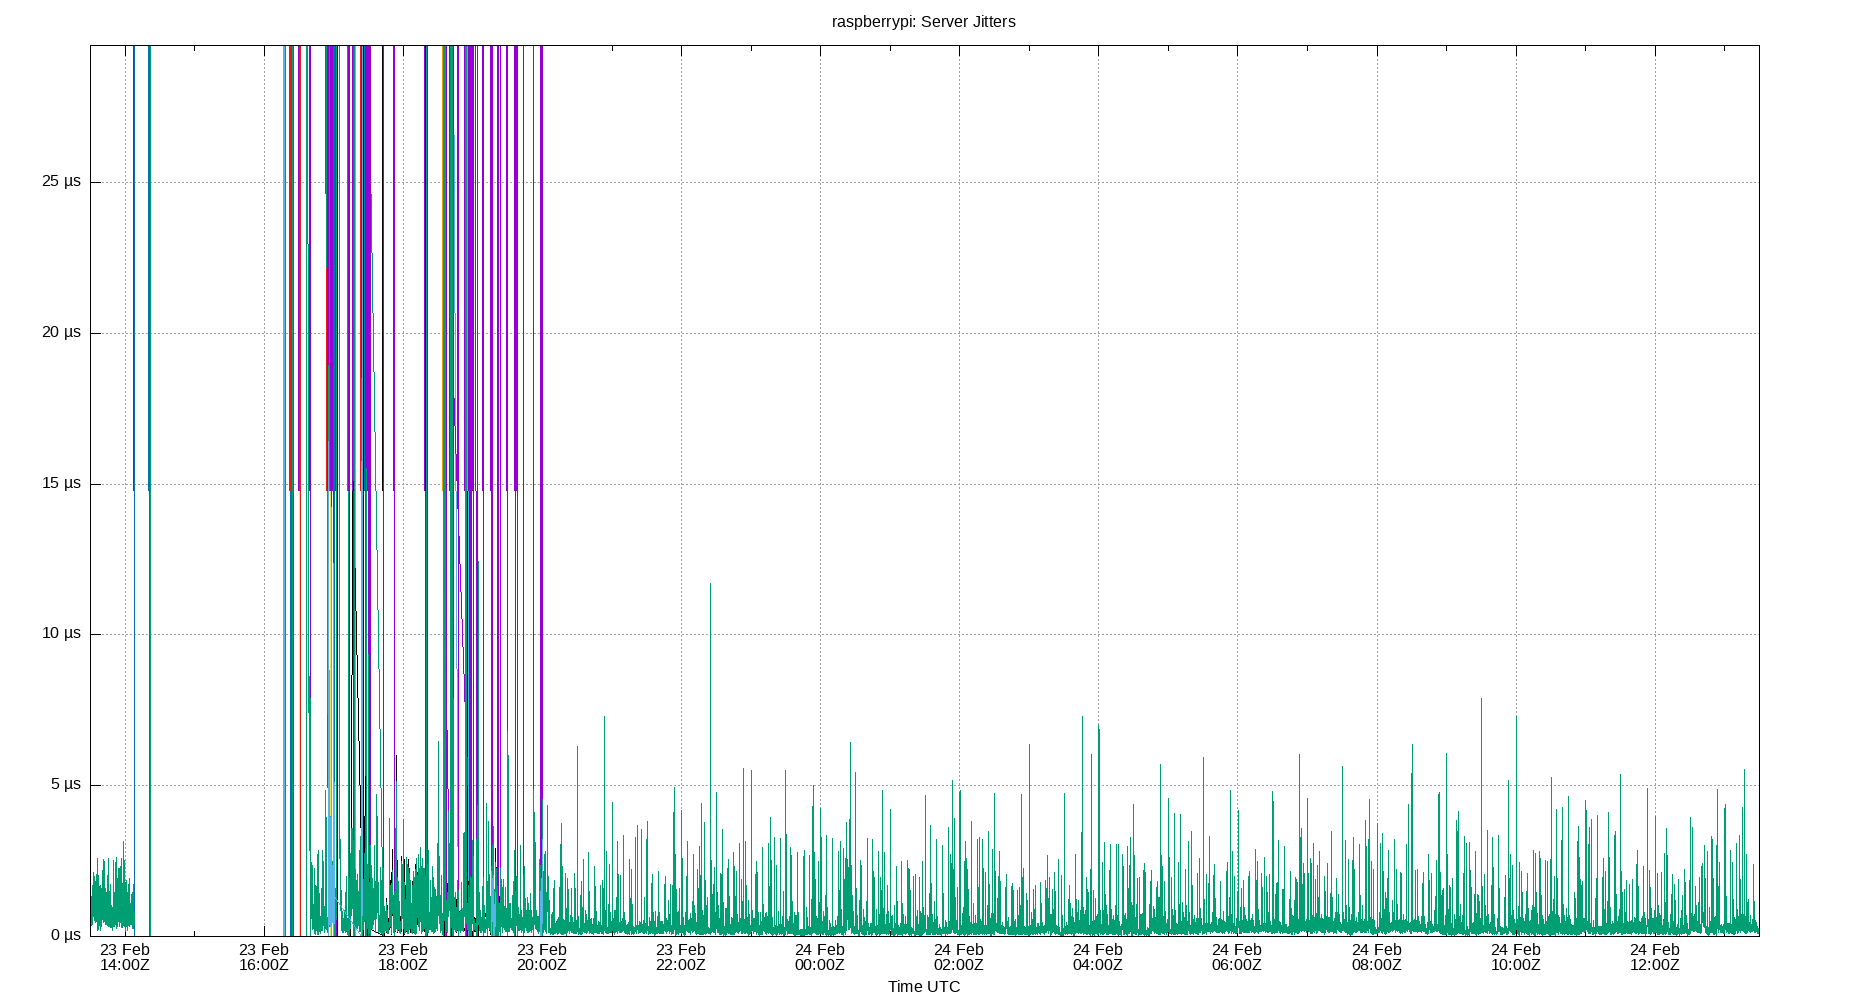 raspberrypi: Server Jitters
25 µs
20 µs
15 µs
10 µs
5 µs
0 µs
23 Feb 23 Feb 23 Feb 23 Feb 23 Feb 24 Feb 24 Feb 24 Feb 24 Feb 24 Feb 24 Feb 24 Feb
14:00Z 16:00Z 18:00Z 20:00Z 22:00Z 00:00Z 02:00Z 04:00Z 06:00Z 08:00Z 10:00Z 12:00Z
Time UTC